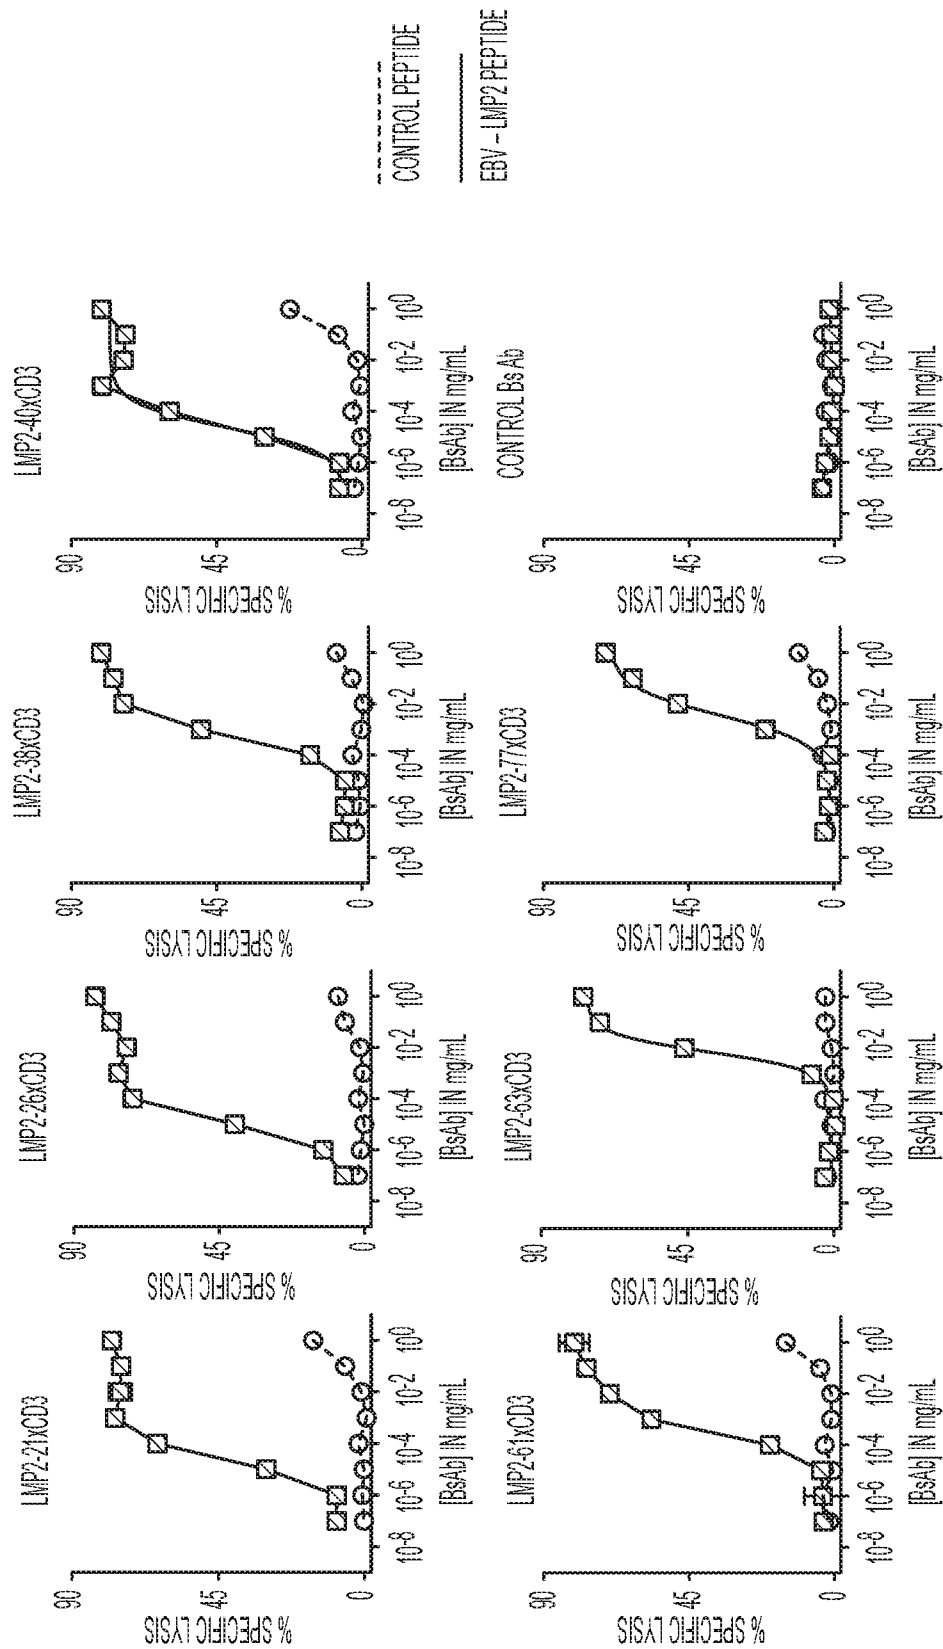 LMP2-21xCD3
% SPECIFIC LYSIS
90
45
0
10-8 10-6 10-4 10-2 100
[BsAb] IN mg/mL
LMP2-26xCD3
% SPECIFIC LYSIS
90
45
0
10-8 10-6 10-4 10-2 100
[BsAb] IN mg/mL
LMP2-38xCD3
% SPECIFIC LYSIS
90
45
0
10-8 10-6 10-4 10-2 100
[BsAb] IN mg/mL
LMP2-40xCD3
% SPECIFIC LYSIS
90
45
0
10-8 10-6 10-4 10-2 100
[BsAb] IN mg/mL
LMP2-61xCD3
% SPECIFIC LYSIS
90
45
0
10-8 10-6 10-4 10-2 100
[BsAb] IN mg/mL
LMP2-63xCD3
% SPECIFIC LYSIS
90
45
0
10-8 10-6 10-4 10-2 100
[BsAb] IN mg/mL
LMP2-77xCD3
% SPECIFIC LYSIS
90
45
0
10-8 10-6 10-4 10-2 100
[BsAb] IN mg/mL
CONTROL Bs Ab
% SPECIFIC LYSIS
90
45
0
10-8 10-6 10-4 10-2 100
[BsAb] IN mg/mL
CONTROL PEPTIDE
EBV – LMP2 PEPTIDE